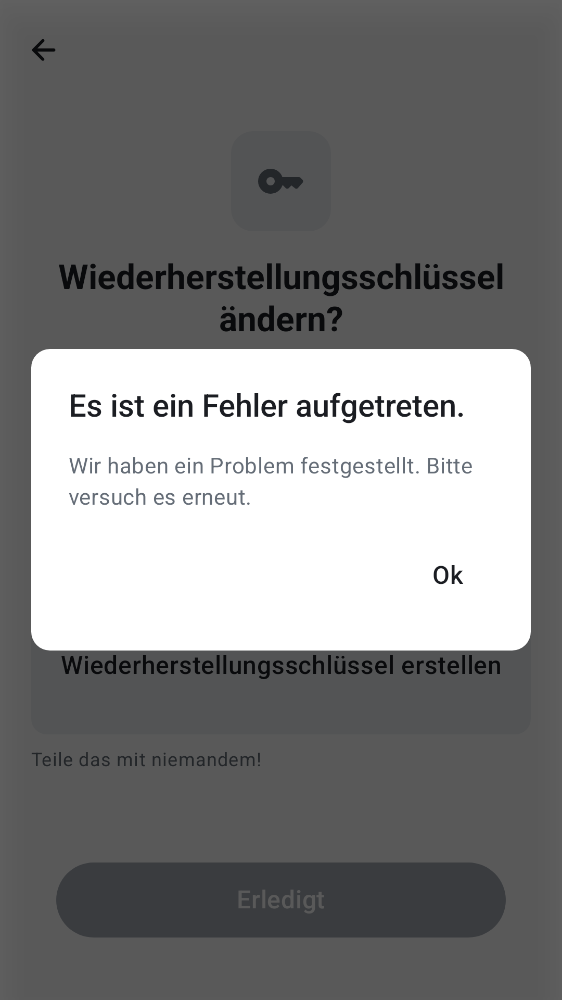 Wiederherstellungsschlüssel
ändern?
Es ist ein Fehler aufgetreten.
Wir haben ein Problem festgestellt. Bitte
versuch es erneut.
Ok
Wiederherstellungsschlüssel erstellen
Teile das mit niemandem!
Erledigt